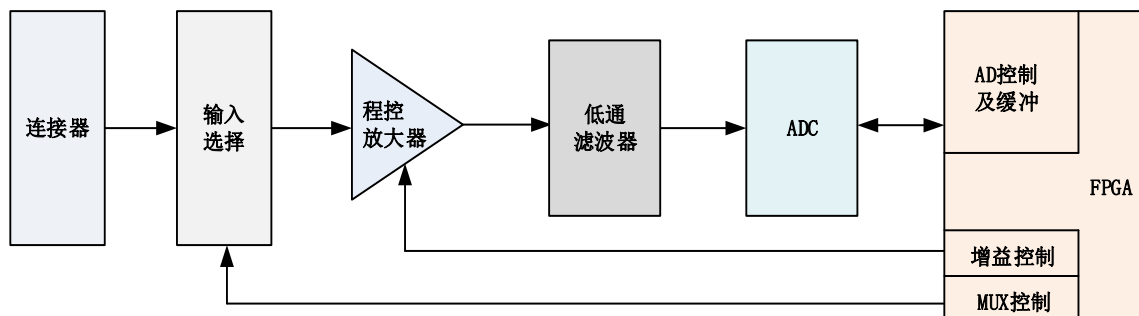 连接器
输入
选择
程控
放大器
低通
滤波器
ADC
AD控制
及缓冲
FPGA
增益控制
MUX控制